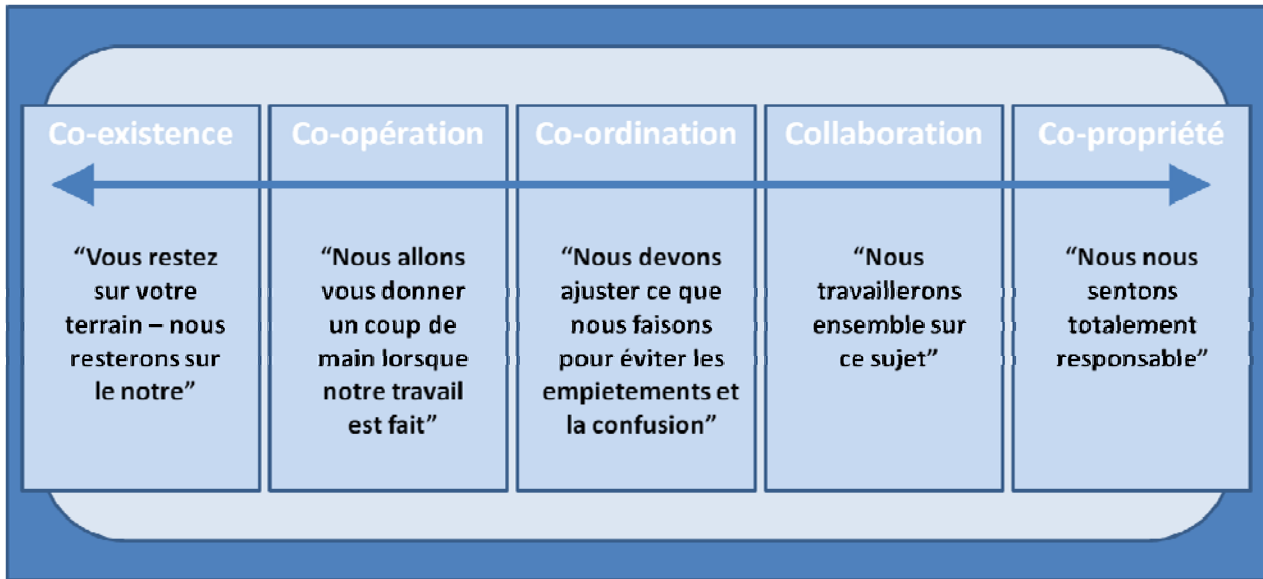 Co-existence
“Vous restez
sur votre
terrain – nous
resterons sur
le notre”
Co-opération
“Nous allons
vous donner
un coup de
main lorsque
notre travail
est fait”
Co-ordination
“Nous devons
ajuster ce que
nous faisons
pour éviter les
empietements et
la confusion”
Collaboration
“Nous
travaillerons
ensemble sur
ce sujet”
Co-propriété
“Nous nous
sentons
totalement
responsable”